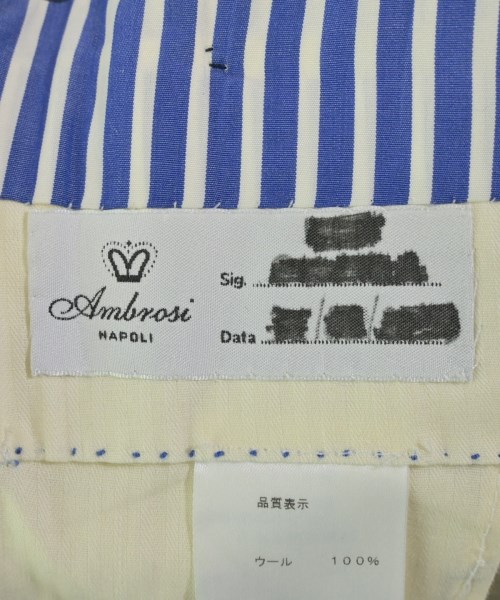 Ambrosi
NAPOLI
Sig.
Data / /
品質表示
ウール 100%